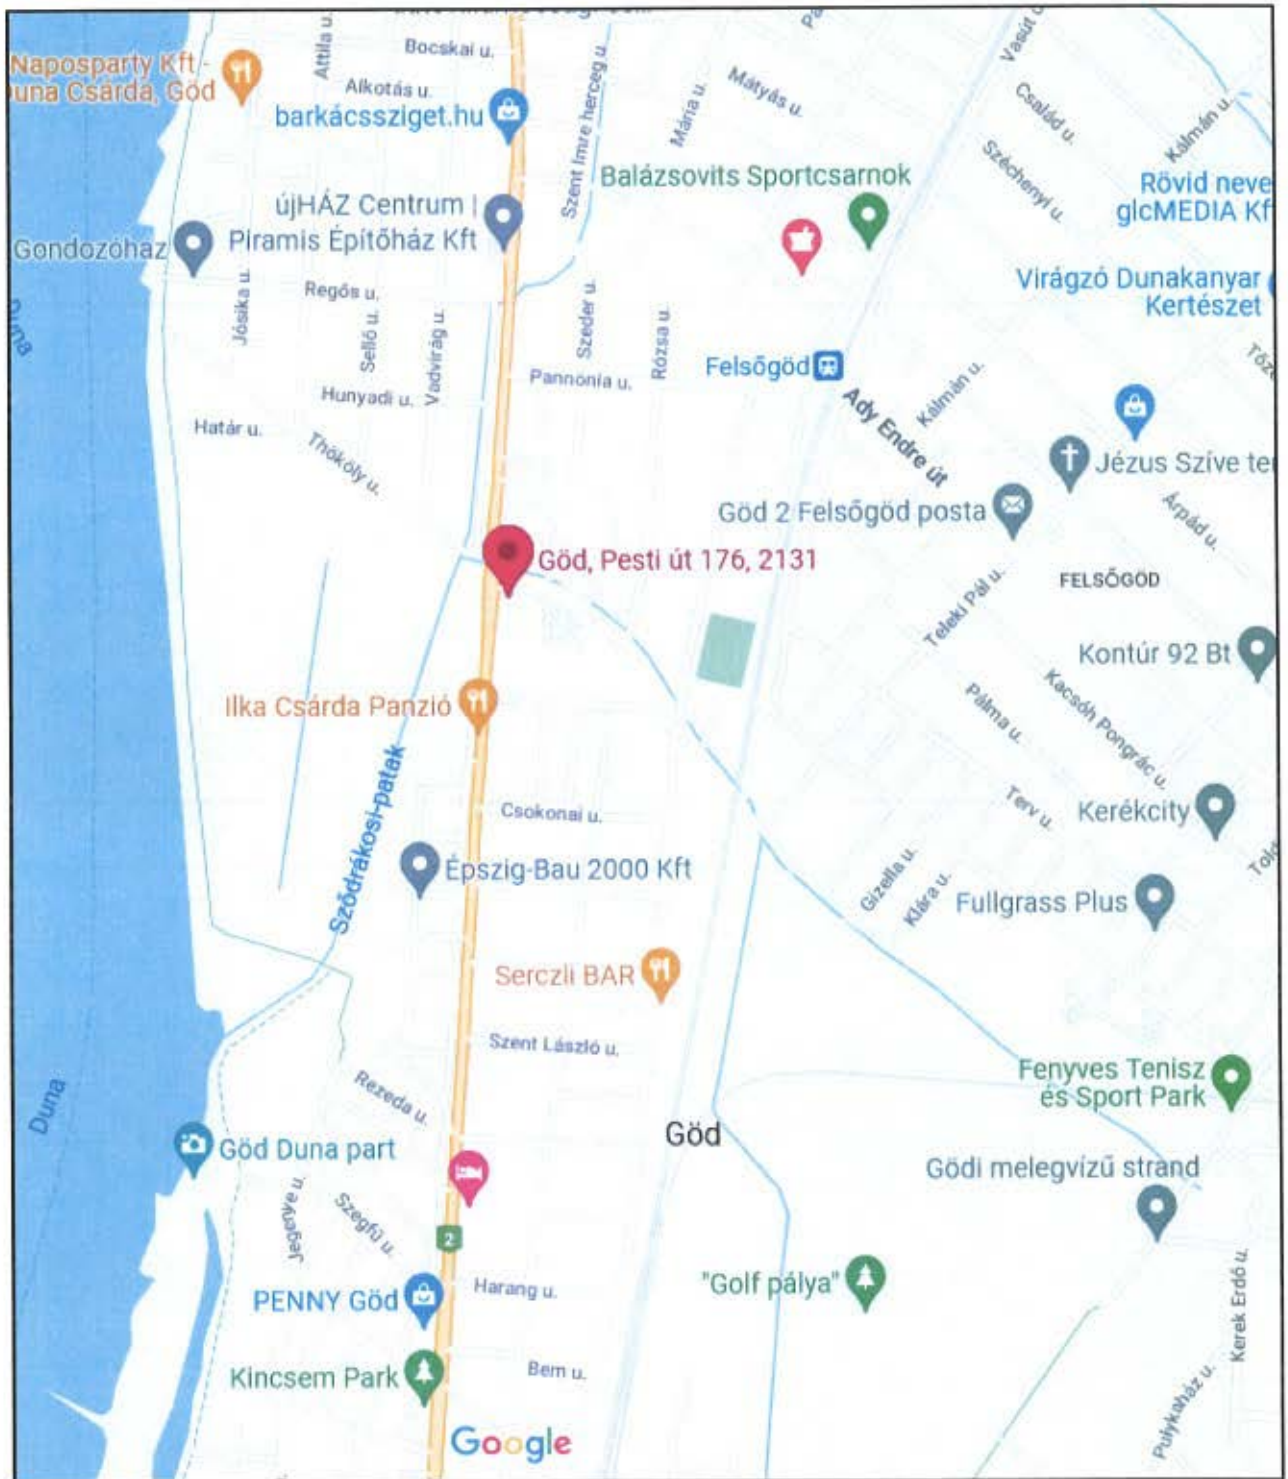 Bocskai u.
Attila u.
Naposparty Kft -
una Csárda, Göd
Alkotás u.
barkácssziget.hu
Szent Imre herceg u.
Mária u.
Mátyás u.
Vasút
Család u.
Kálmán u.
Széchenyi u.
Balázsovits Sportcsarnok
Rövid neve
glcMEDIA Kf
újHÁZ Centrum |
Piramis Építőház Kft
Gondozóház
Virágzó Dunakanyar
Kertészet
Jósika u.
Regős u.
Sellő u.
Vadvirág u.
Szeder u.
Rózsa u.
Duna
Felsőgöd
Pannónia u.
Hunyadi u.
Kálmán u.
Ady Endre út
Határ u.
Thököly u.
Jézus Szíve te
Göd 2 Felsőgöd posta
Árpád u.
Göd, Pesti út 176, 2131
FELSŐGÖD
Teleki Pál u.
Kontúr 92 Bt
Ilka Csárda Panzió
Pálma u.
Kacsóh Pongrác u.
Sződrákosi-patak
Csokonai u.
Terv u.
Kerékcity
Épszig-Bau 2000 Kft
Gizella u.
Klára u.
Fullgrass Plus
Serczli BAR
Szent László u.
Rezeda u.
Fenyves Tenisz
és Sport Park
Duna
Göd
Göd Duna part
Gödi melegvízű strand
Jegenye u.
Szegfű u.
2
PENNY Göd
Harang u.
"Golf pálya"
Kerek Erdő u.
Kincsem Park
Bem u.
Pulykaház u.
Google